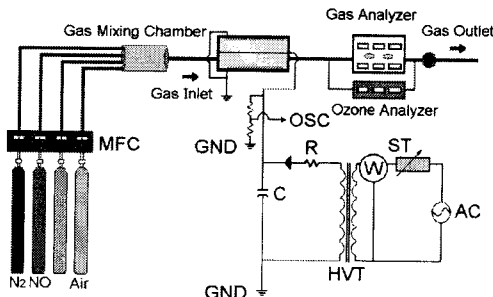 Gas Mixing Chamber
Gas Analyzer
Gas Outlet
Gas Inlet
Ozone Analyzer
OSC
MFC
GND
R
ST
W
C
AC
N2 NO Air
HVT
GND